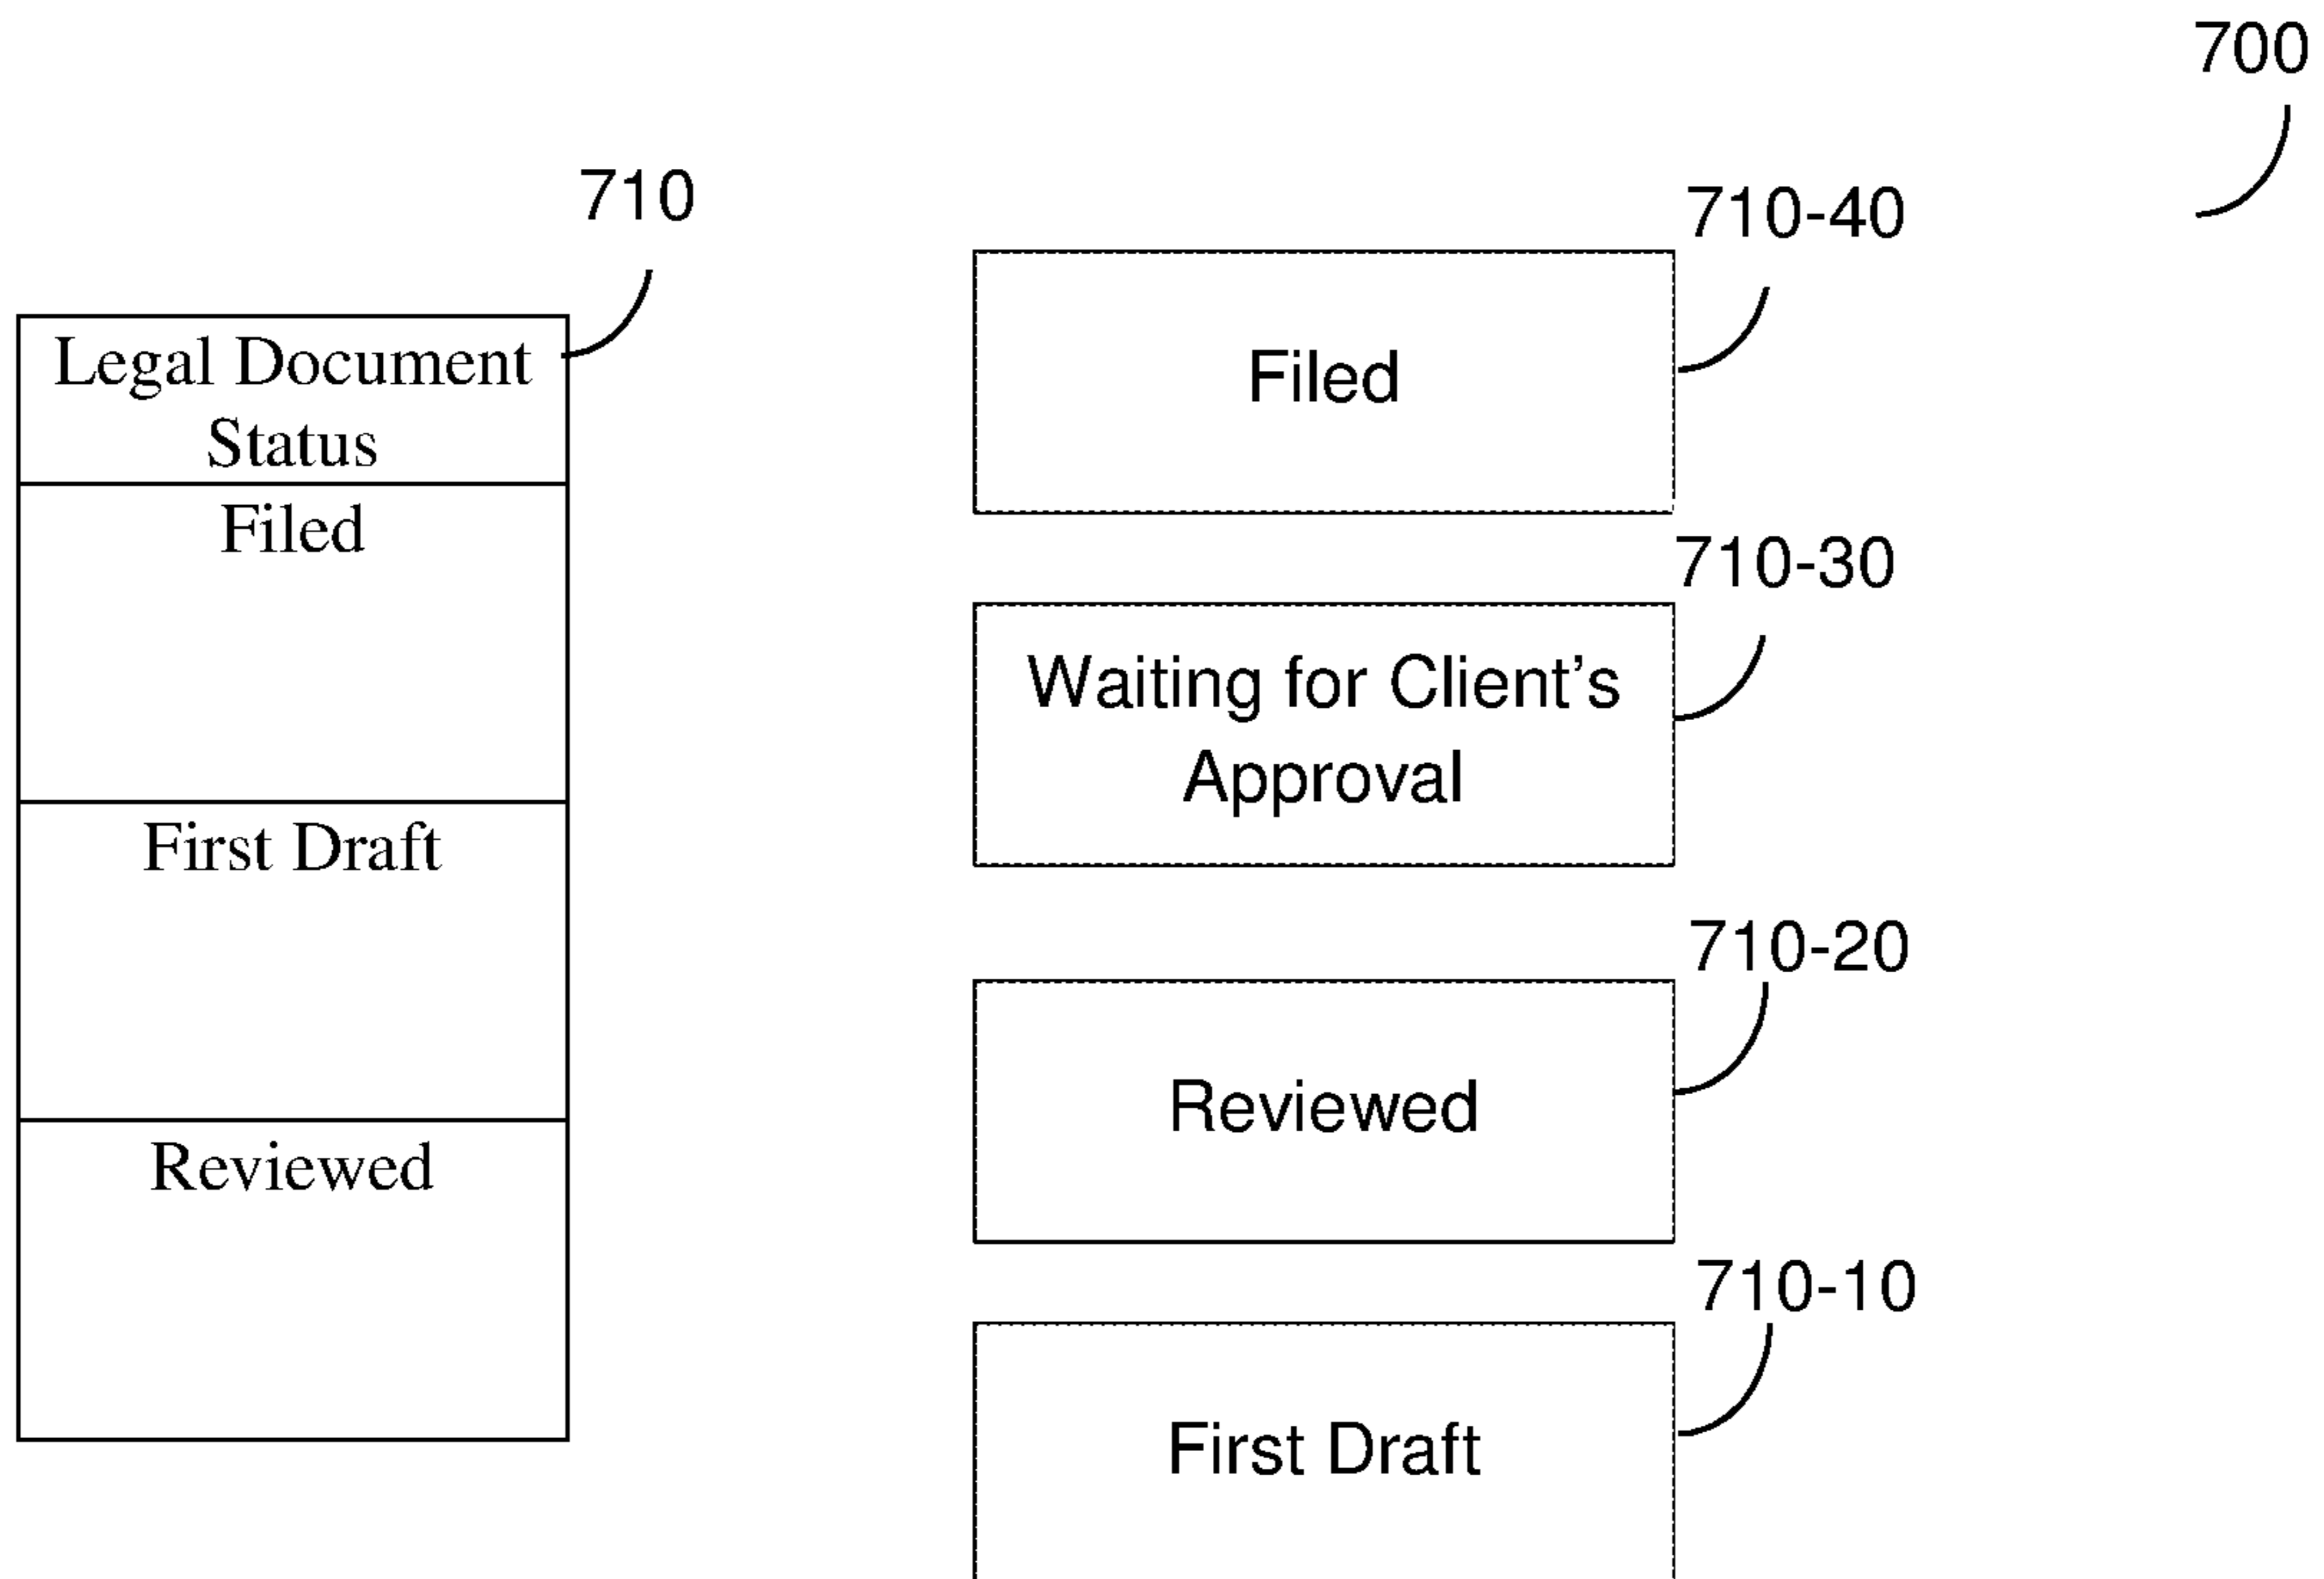 700
710
Legal Document
Status
Filed
First Draft
Reviewed
710-40
Filed
710-30
Waiting for Client’s
Approval
710-20
Reviewed
710-10
First Draft